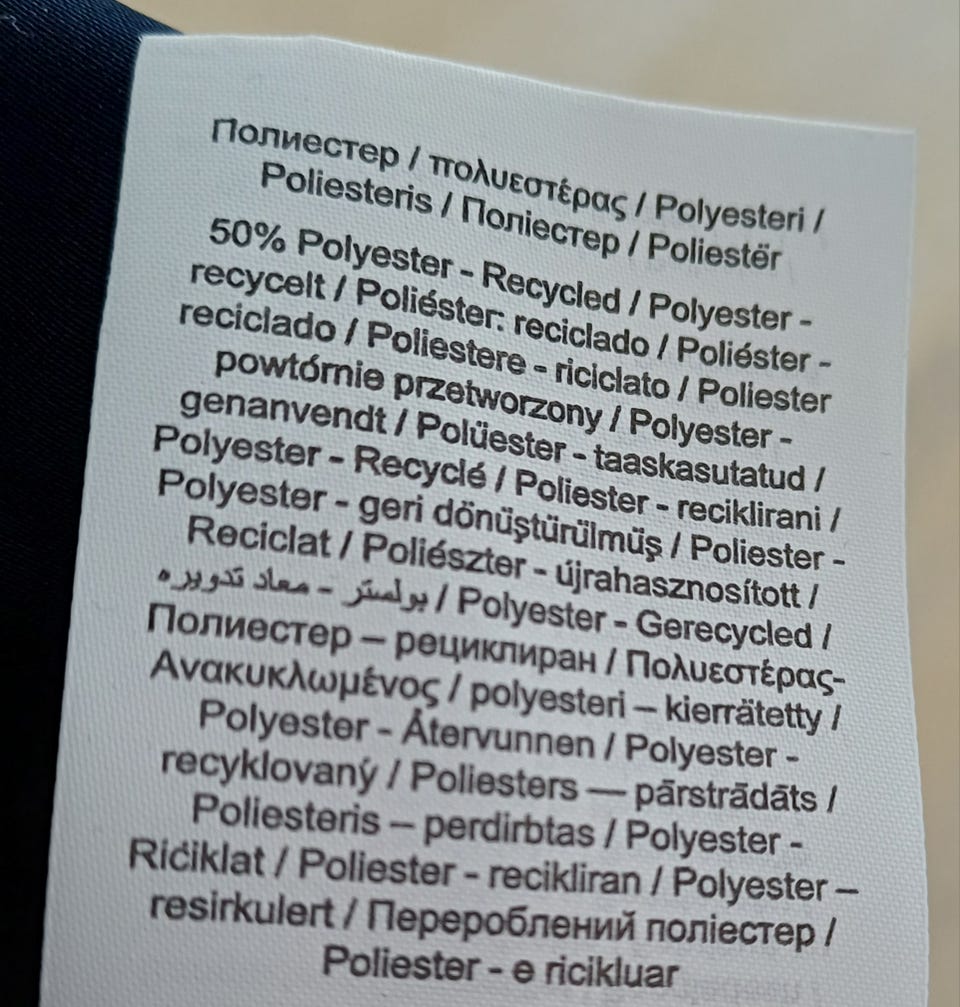 Полиестер / πολυεστέρας / Polyesteri /
Poliesteris / Поліестер / Poliestër
50% Polyester - Recycled / Polyester -
recycelt / Poliéster: reciclado / Poliéster -
reciclado / Poliestere - riciclato / Poliester
powtórnie przetworzony / Polyester -
genanvendt / Polüester - taaskasutatud /
Polyester - Recyclé / Poliester - reciklirani /
Polyester - geri dönüştürülmüş / Poliester -
Reciclat / Poliészter - újrahasznosított /
بوليستر - معاد تدويره / Polyester - Gerecycled /
Полиестер – рециклиран / Πολυεστέρας-
Ανακυκλωμένος / polyesteri – kierrätetty /
Polyester - Återvunnen / Polyester -
recyklovaný / Poliesters — pārstrādāts /
Poliesteris – perdirbtas / Polyester -
Riċiklat / Poliester - recikliran / Polyester –
resirkulert / Перероблений поліестер /
Poliester - e ricikluar